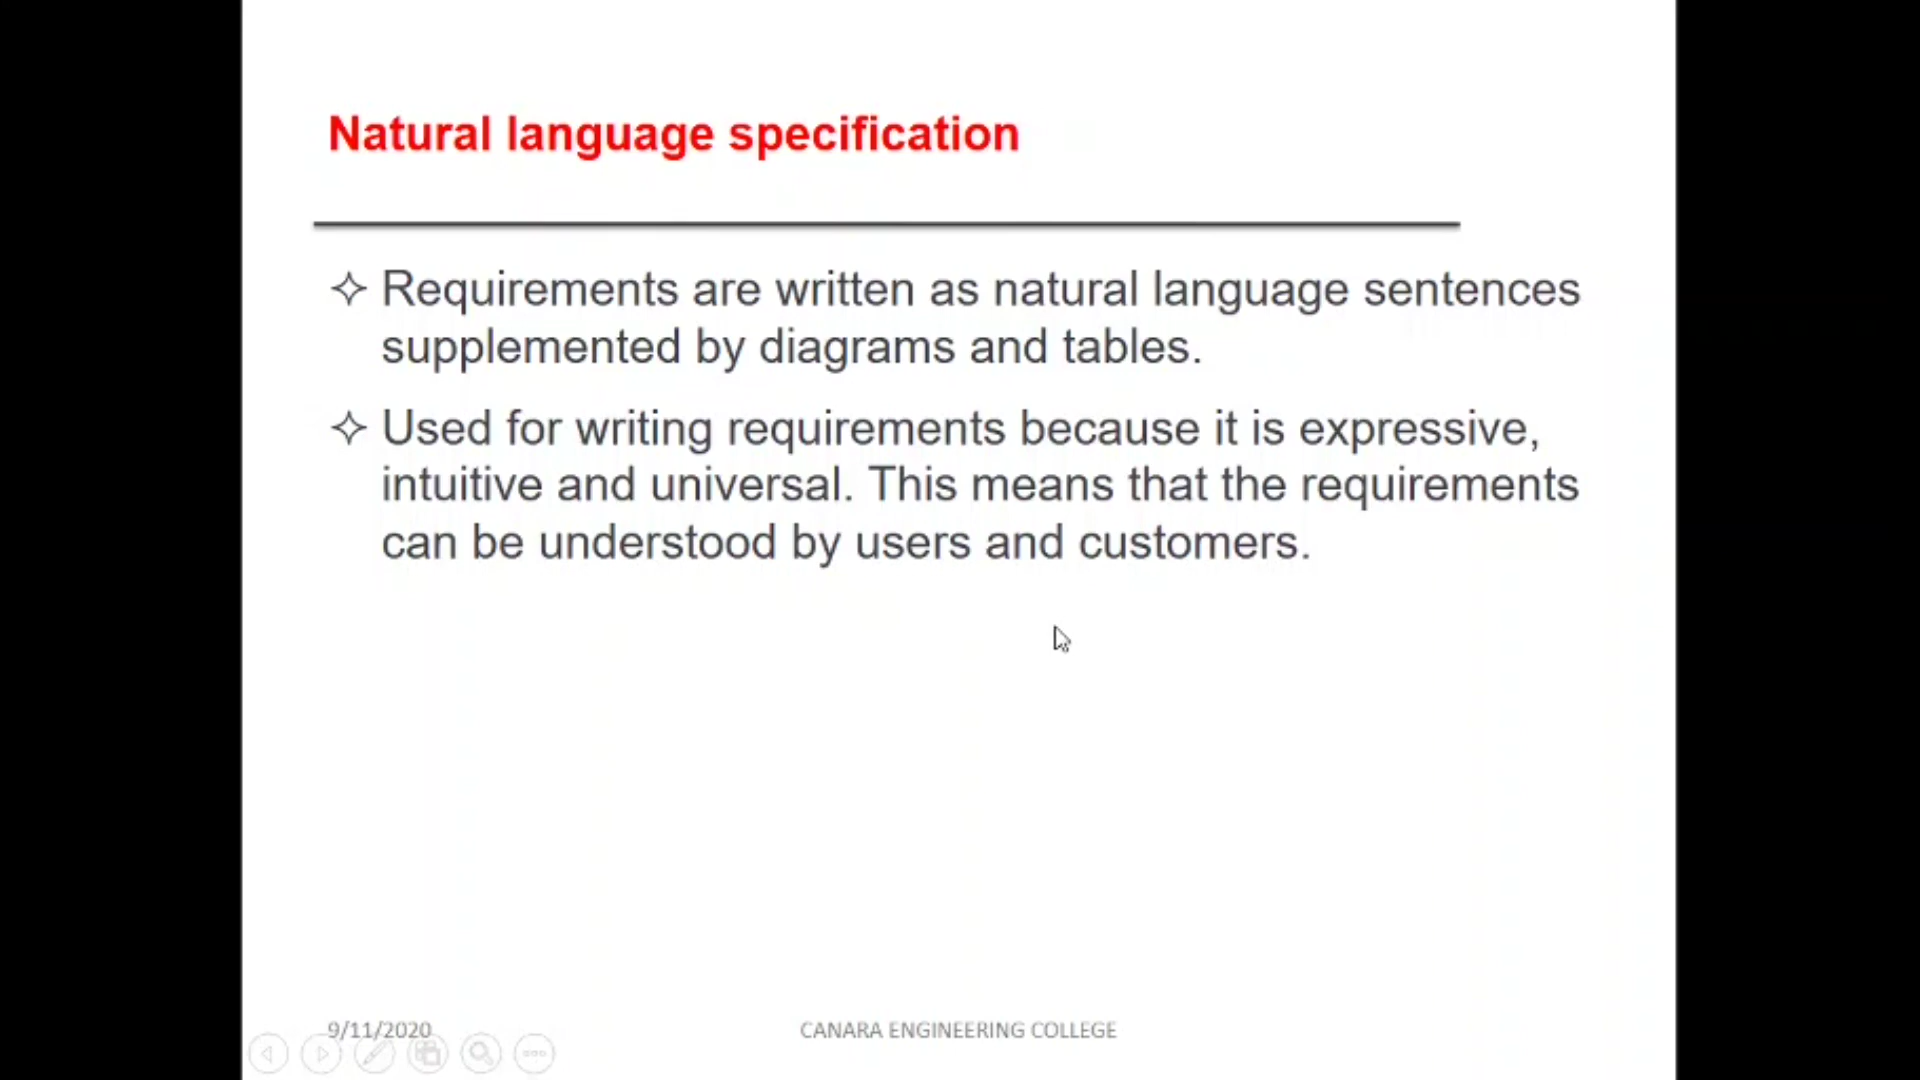 Natural language specification
Requirements are written as natural language sentences
supplemented by diagrams and tables.
Used for writing requirements because it is expressive,
intuitive and universal. This means that the requirements
can be understood by users and customers.
9/11/2020
CANARA ENGINEERING COLLEGE